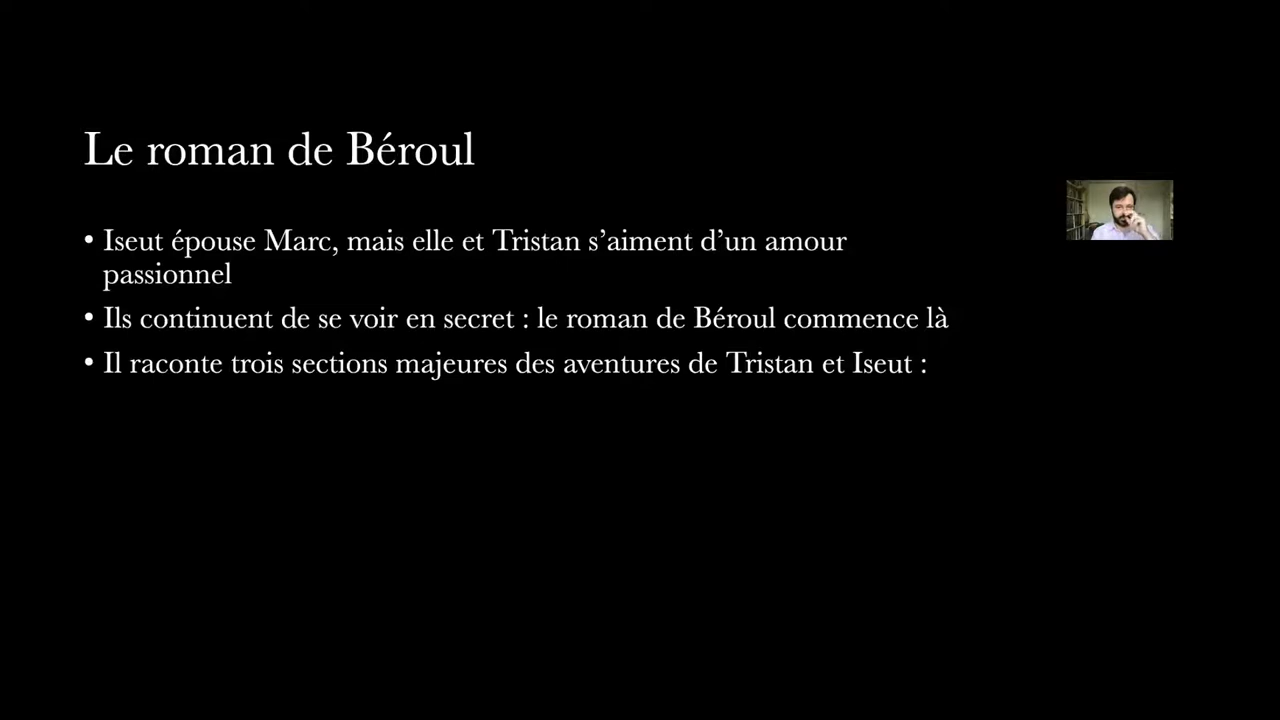 Le roman de Béroul
• Iseut épouse Marc, mais elle et Tristan s’aiment d’un amour
passionnel
• Ils continuent de se voir en secret : le roman de Béroul commence là
• Il raconte trois sections majeures des aventures de Tristan et Iseut :